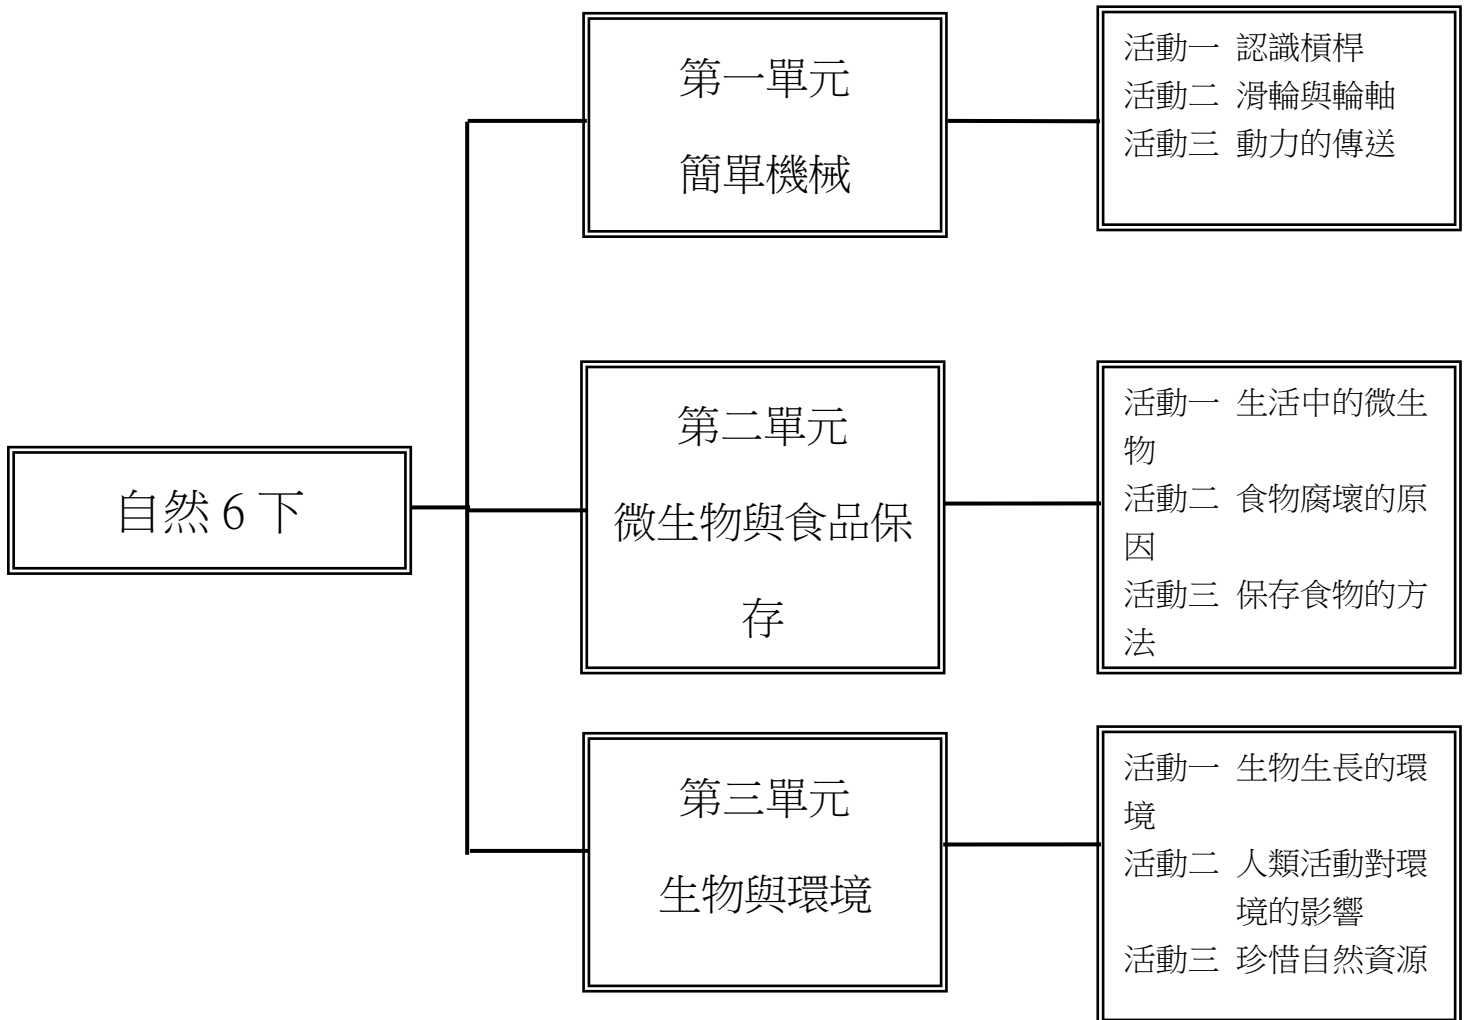 自然 6 下
第一單元
簡單機械
活動一 認識槓桿
活動二 滑輪與輪軸
活動三 動力的傳送
第二單元
微生物與食品保
存
活動一 生活中的微生
物
活動二 食物腐壞的原
因
活動三 保存食物的方
法
第三單元
生物與環境
活動一 生物生長的環
境
活動二 人類活動對環
境的影響
活動三 珍惜自然資源